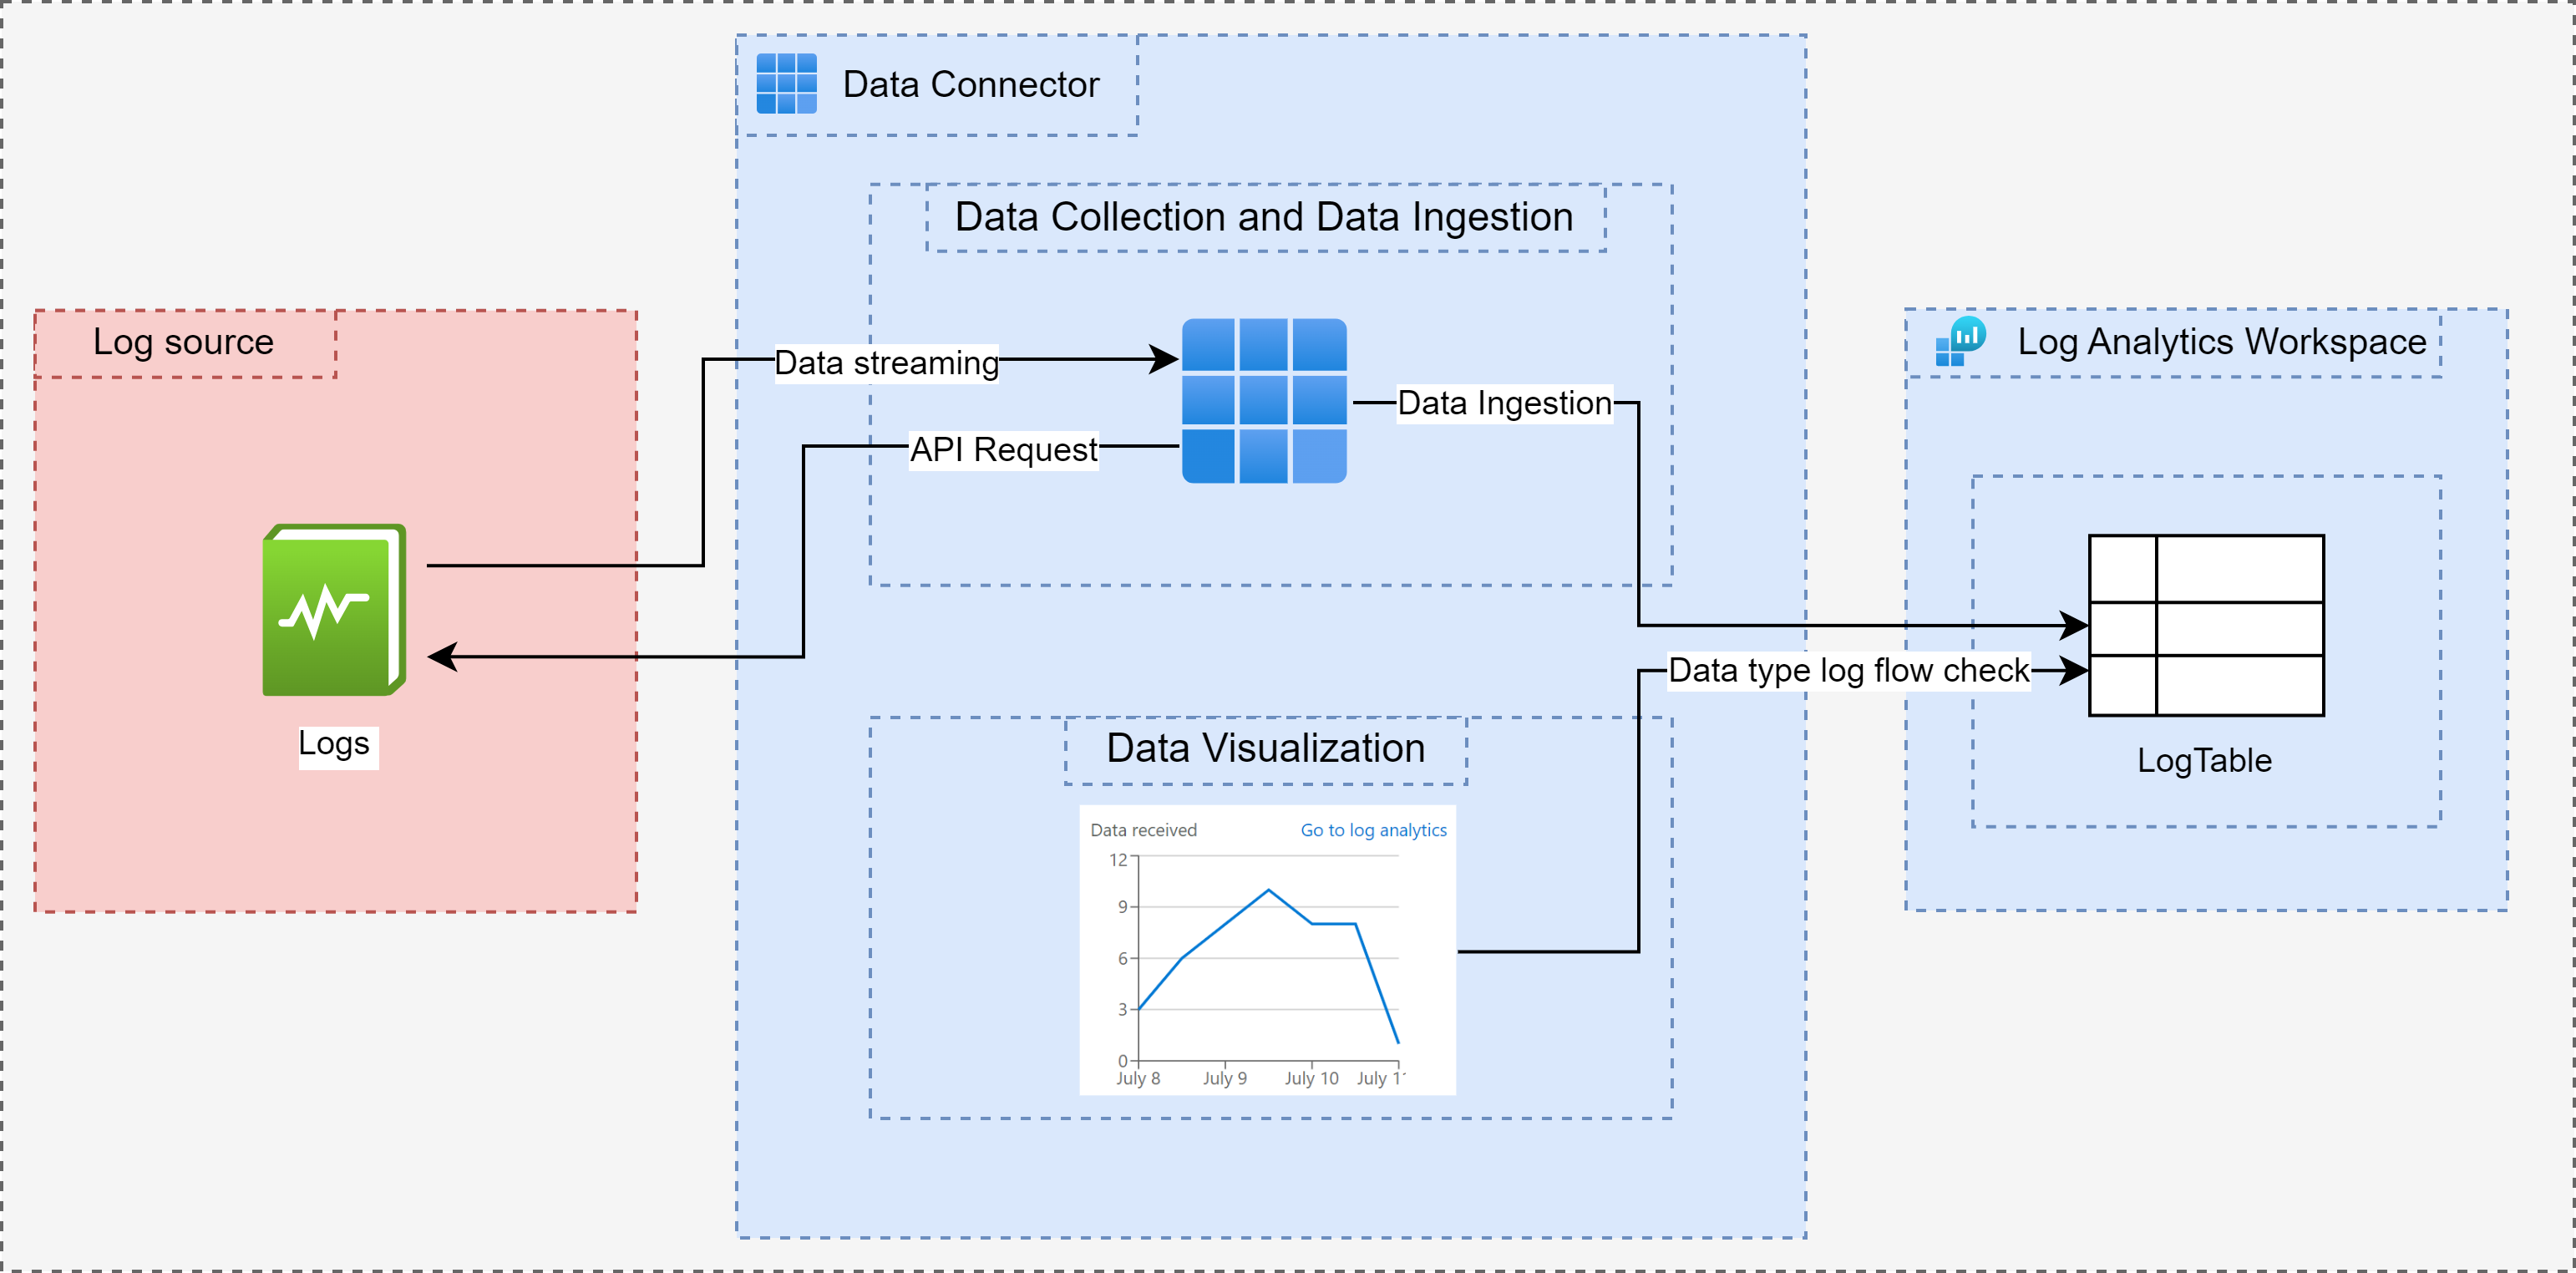 Data Connector
Data Collection and Data Ingestion
Log source
Log Analytics Workspace
Data streaming
Data Ingestion
API Request
Data type log flow check
Logs
Data Visualization
LogTable
Data received
Go to log analytics
12
9
6
3
0
July 8
July 9
July 10
July 11